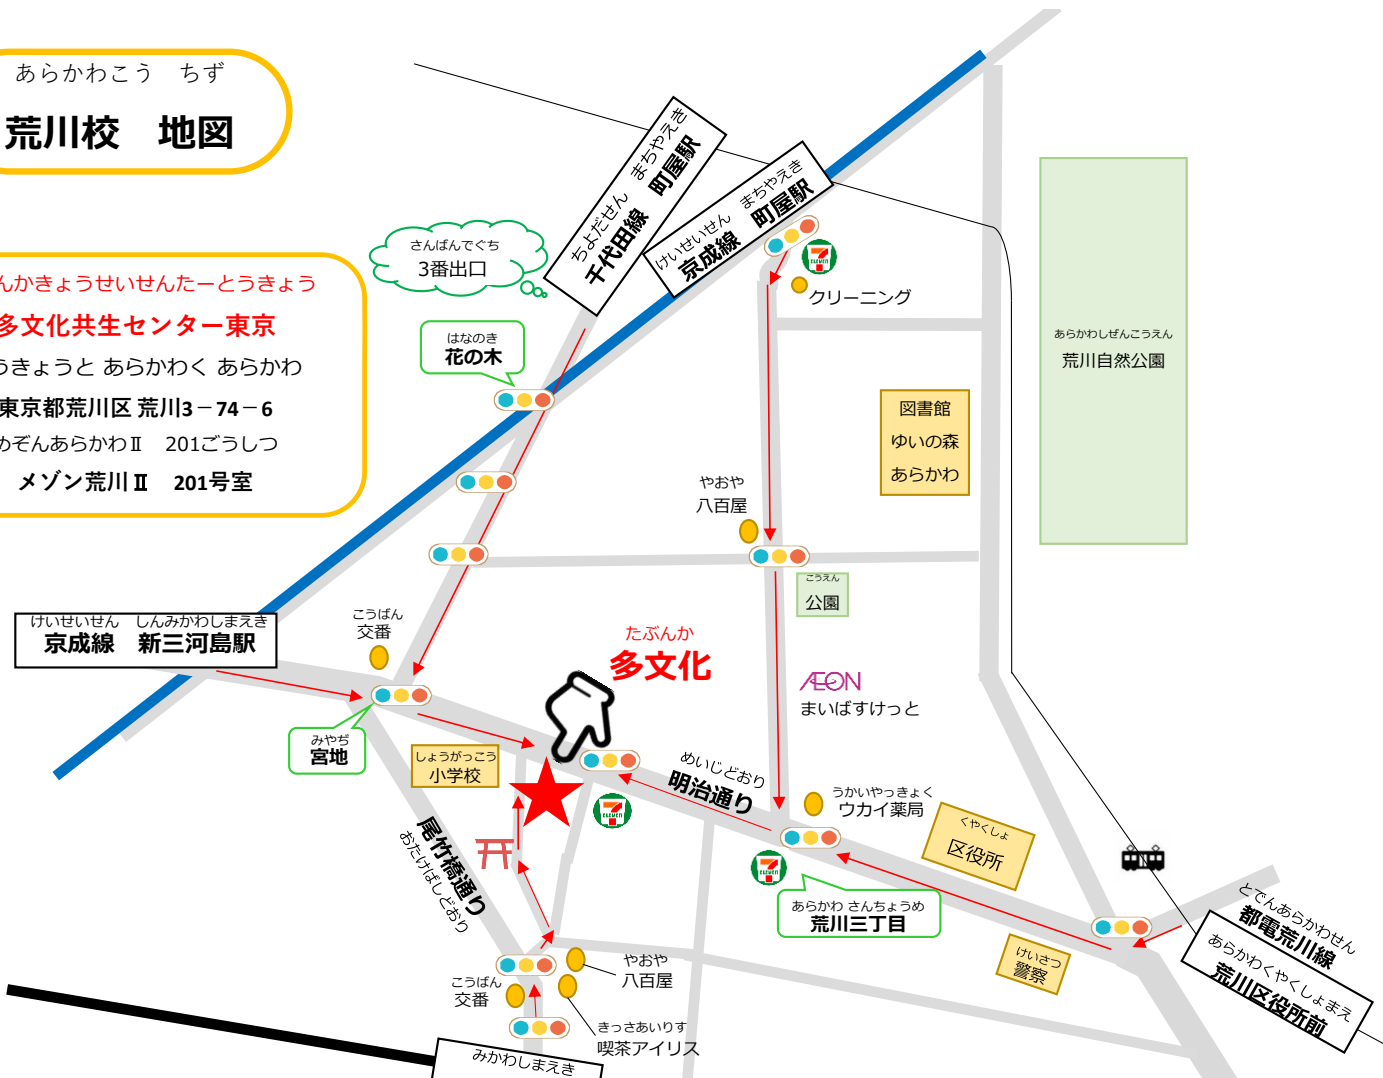 あらかわこう ちず
荒川校 地図
んかきょうせいせんたーとうきょう
多文化共生センター東京
うきょうと あらかわく あらかわ
東京都荒川区 荒川3－74－6
めぞんあらかわⅡ 201ごうしつ
メゾン荒川Ⅱ 201号室
さんばんでぐち
3番出口
ちよだせん まちやえき
千代田線 町屋駅
けいせいせん まちやえき
京成線 町屋駅
7 ELEVEN
クリーニング
はなのき
花の木
あらかわしぜんこうえん
荒川自然公園
図書館
ゆいの森
あらかわ
やおや
八百屋
こうえん
公園
けいせいせん しんみかわしまえき
京成線 新三河島駅
こうばん
交番
たぶんか
多文化
ÆON
まいばすけっと
みやぢ
宮地
しょうがっこう
小学校
めいじどおり
明治通り
7 ELEVEN
うかいやっきょく
ウカイ薬局
くやくしょ
区役所
7 ELEVEN
あらかわ さんちょうめ
荒川三丁目
尾竹橋通り
おたけばしどおり
けいさつ
警察
とでんあらかわせん
都電荒川線
あらかわくやくしょまえ
荒川区役所前
やおや
八百屋
こうばん
交番
きっさあいりす
喫茶アイリス
みかわしまえき